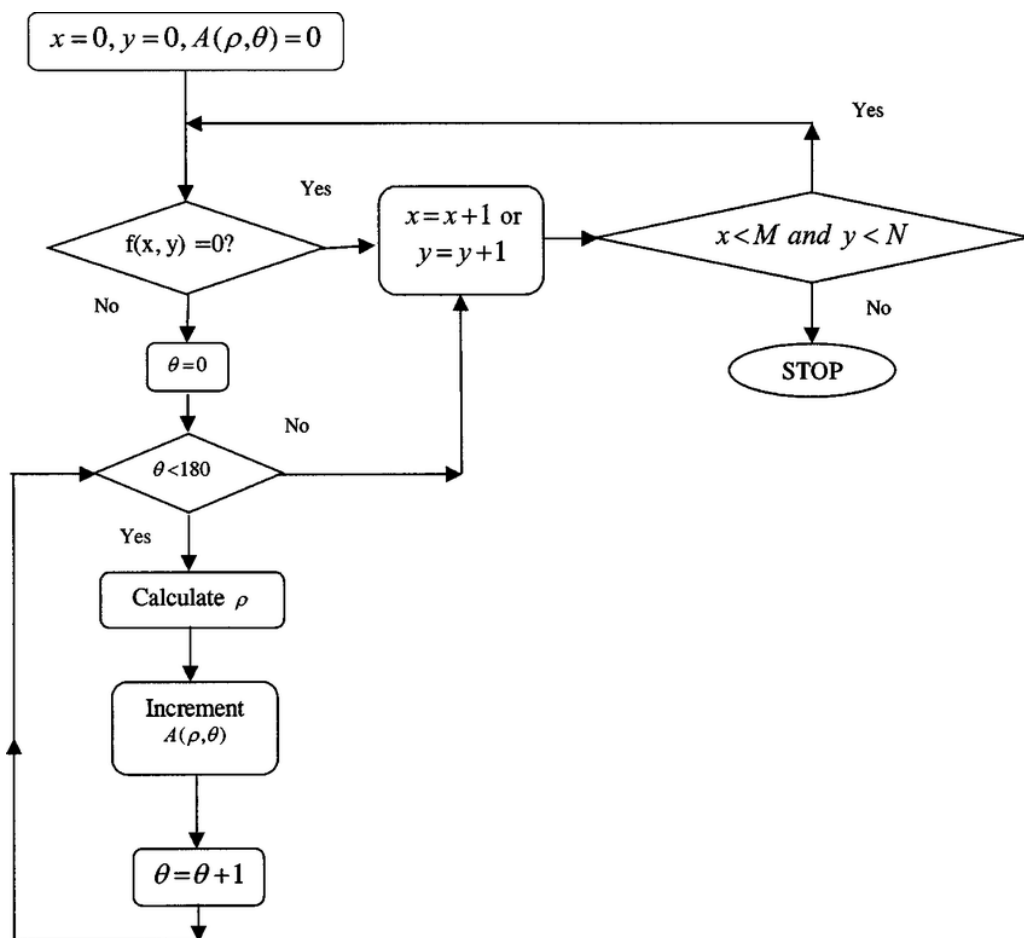 x=0, y=0, A(ρ,θ)=0
Yes
Yes
f(x, y) =0?
x=x+1 or
y=y+1
x<M and y<N
No
No
θ=0
STOP
No
θ<180
Yes
Calculate ρ
Increment
A(ρ,θ)
θ=θ+1